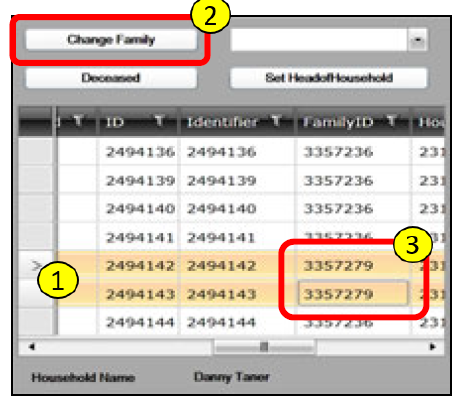 2
Change Family
Deceased Set HeadofHousehold
ID Identifier FamilyID Hou
2494136 2494136 3357236 231
2494139 2494139 3357236 231
2494140 2494140 3357236 231
2494141 2494141 3357236 231
3
> 2494142 2494142 3357279 231
1
2494143 2494143 3357279 231
2494144 2494144 3357236 231
Household Name Danny Taner